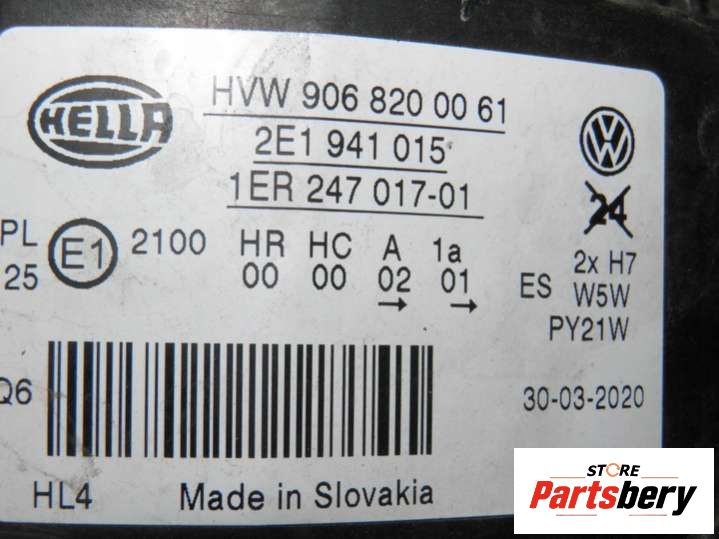 HELLA
HVW 906 820 00 61
2E1 941 015
1ER 247 017-01
VW
24
PL
25
E1
2100
HR HC A 1a
00 00 02 01
ES
2x H7
W5W
PY21W
Q6
30-03-2020
HL4 Made in Slovakia
STORE
Partsbery